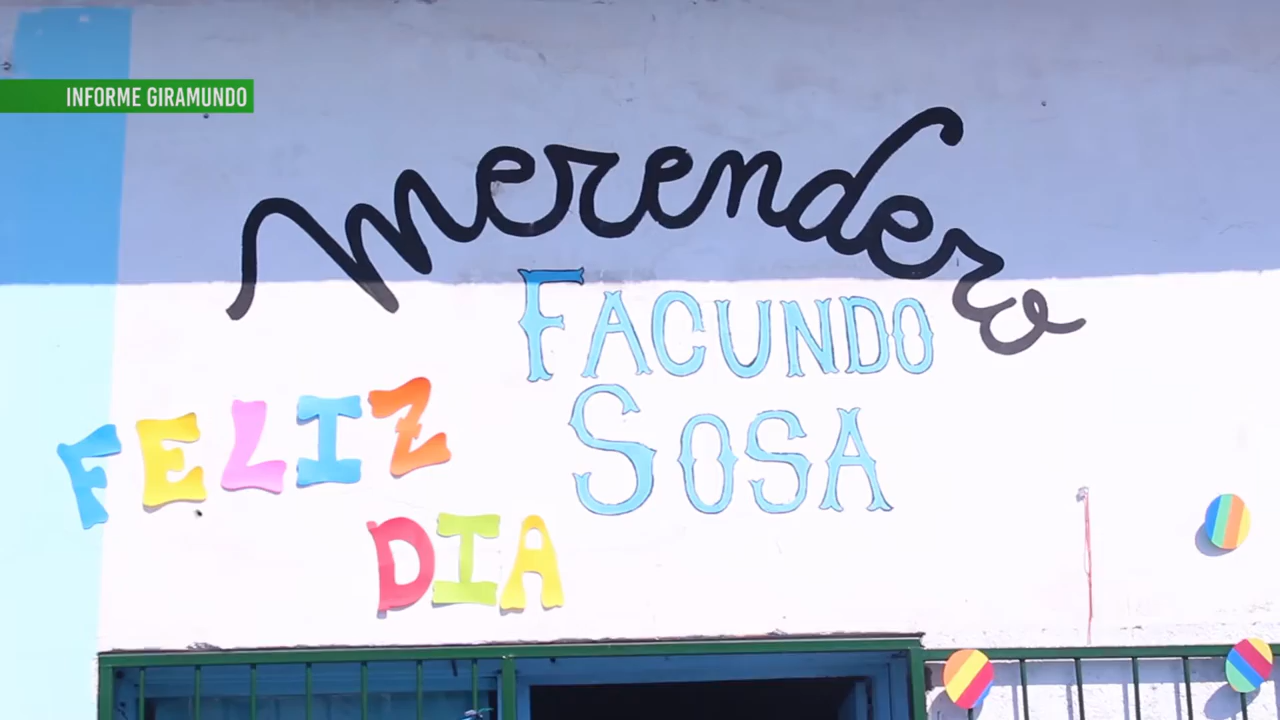 INFORME GIRAMUNDO
merendero
FACUNDO
SOSA
FELIZ
DIA